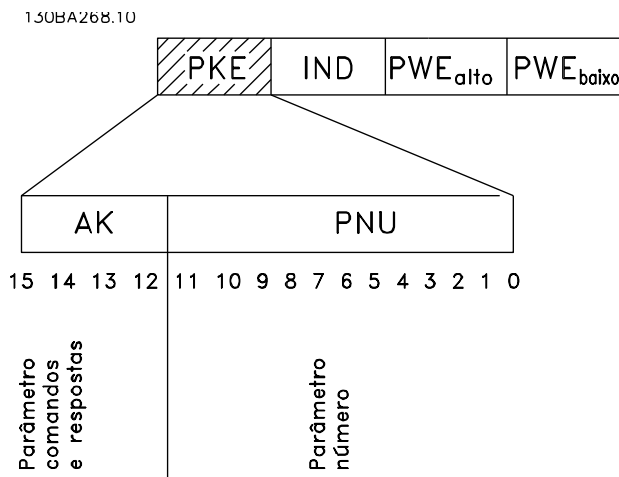 130BA268.10
PKE IND PWEalto PWEbaixo
AK PNU
15 14 13 12 11 10 9 8 7 6 5 4 3 2 1 0
Parâmetro
comandos
e respostas
Parâmetro
número